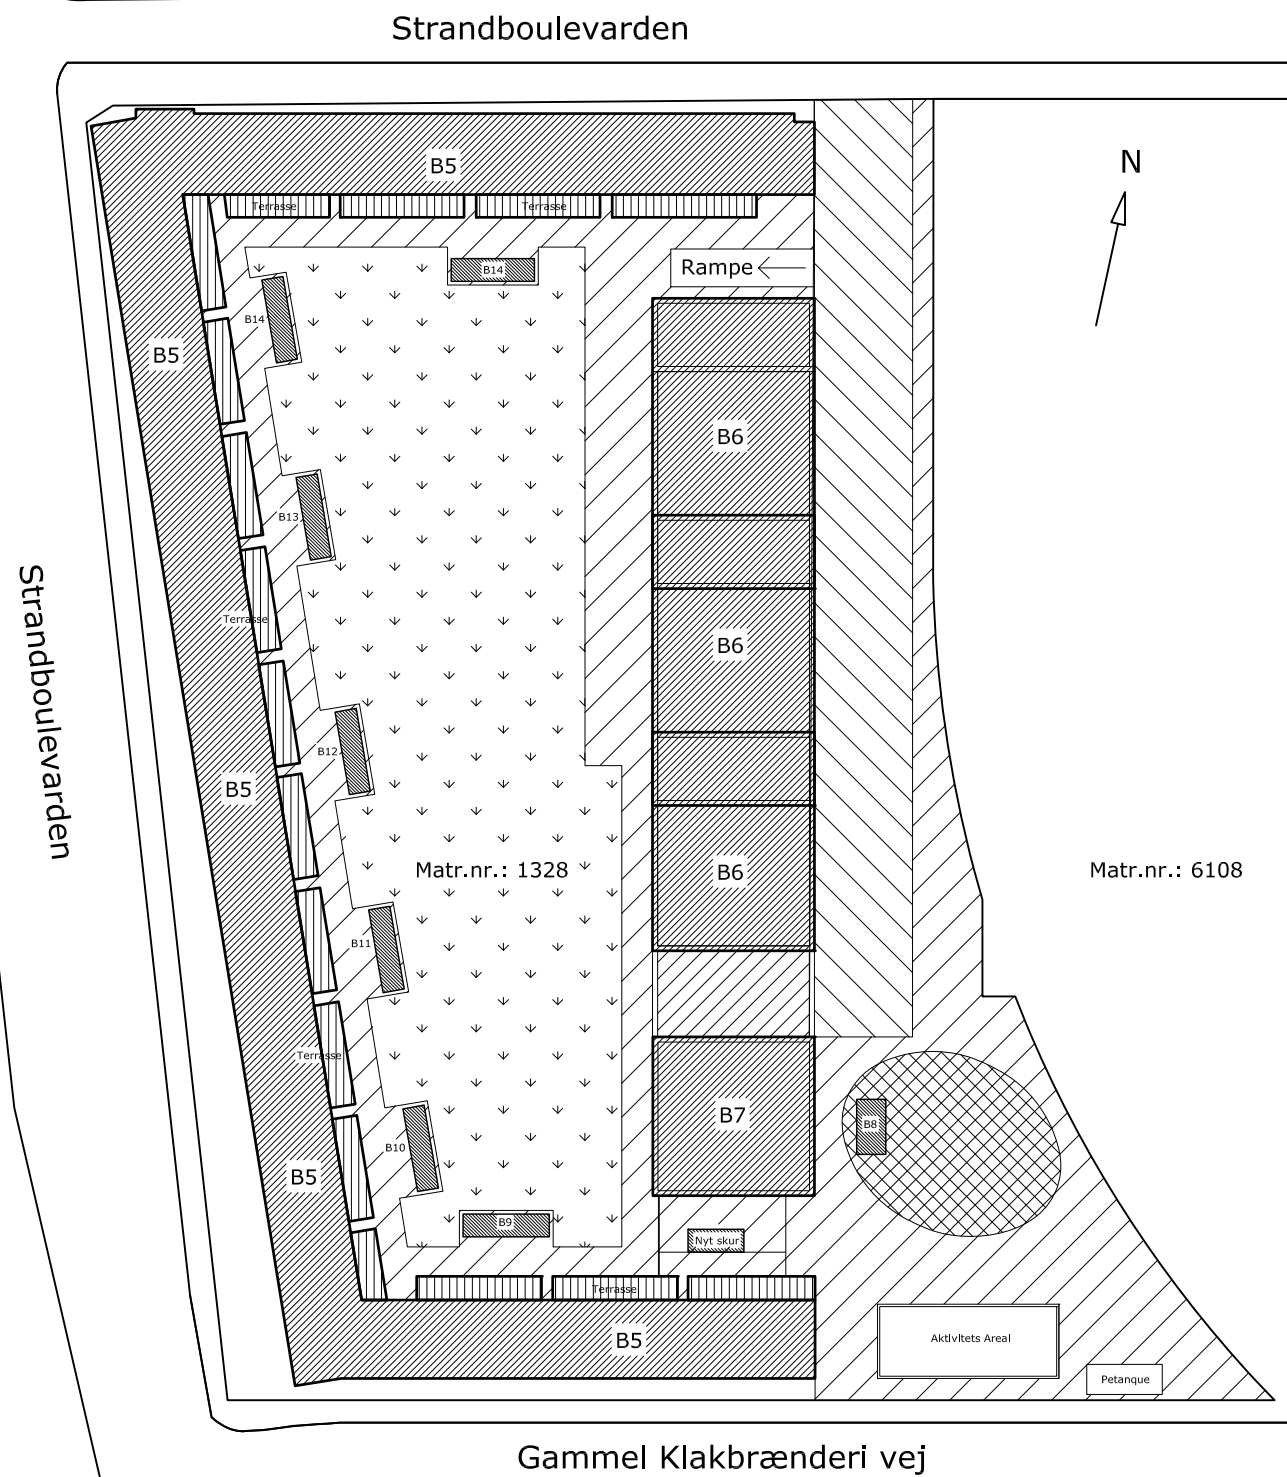 Strandboulevarden
B5
N
Terrasse
Terrasse
B14
Rampe
B14
B5
B6
B13
Strandboulevarden
Terrasse
B6
B12
B5
Matr.nr.: 1328
B6
Matr.nr.: 6108
B11
Terrasse
B7
B8
B10
B5
B9
Nyt skur
Terrasse
B5
Aktivitets Areal
Petanque
Gammel Klakbrænderi vej